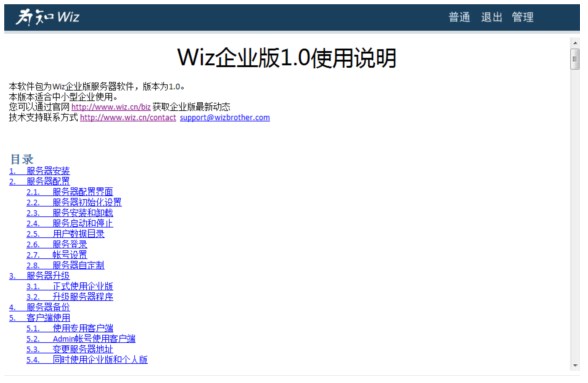 为知 Wiz
普通 退出 管理
Wiz企业版1.0使用说明
本软件包为Wiz企业版服务器软件，版本为1.0。
本版本适合中小型企业使用。
您可以通过官网 http://www.wiz.cn/biz 获取企业版最新动态
技术支持联系方式 http://www.wiz.cn/contact support@wizbrother.com
目录
1. 服务器安装
2. 服务器配置
2.1. 服务器配置界面
2.2. 服务器初始化设置
2.3. 服务安装和卸载
2.4. 服务启动和停止
2.5. 用户数据目录
2.6. 服务登录
2.7. 帐号设置
2.8. 服务器自定制
3. 服务器升级
3.1. 正式使用企业版
3.2. 升级服务器程序
4. 服务器备份
5. 客户端使用
5.1. 使用专用客户端
5.2. Admin帐号使用客户端
5.3. 变更服务器地址
5.4. 同时使用企业版和个人版